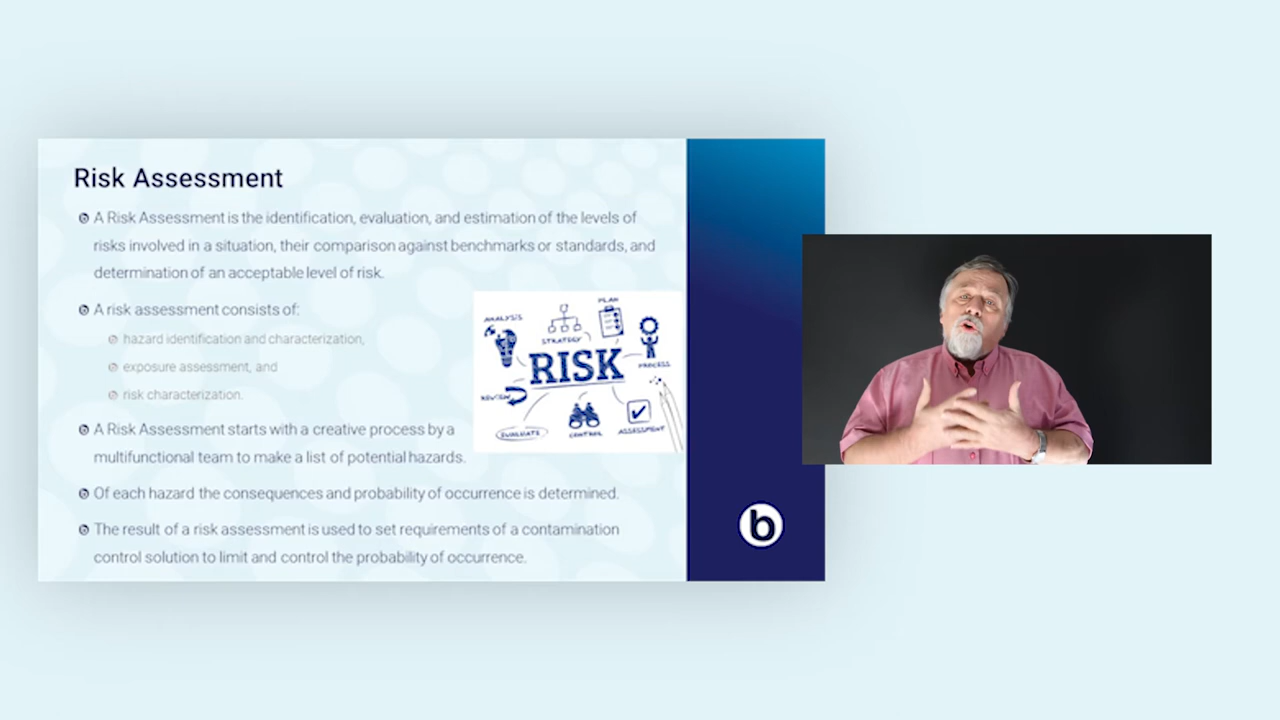 Risk Assessment
A Risk Assessment is the identification, evaluation, and estimation of the levels of
risks involved in a situation, their comparison against benchmarks or standards, and
determination of an acceptable level of risk.
A risk assessment consists of:
hazard identification and characterization,
exposure assessment, and
risk characterization.
A Risk Assessment starts with a creative process by a
multifunctional team to make a list of potential hazards.
Of each hazard the consequences and probability of occurrence is determined.
The result of a risk assessment is used to set requirements of a contamination
control solution to limit and control the probability of occurrence.
PLAN
ANALYSIS
STRATEGY
RISK
PROCESS
REVIEW
EVALUATE
CONTROL
ASSESSMENT
b